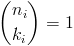 \binom{n_i}{k_i} = 1